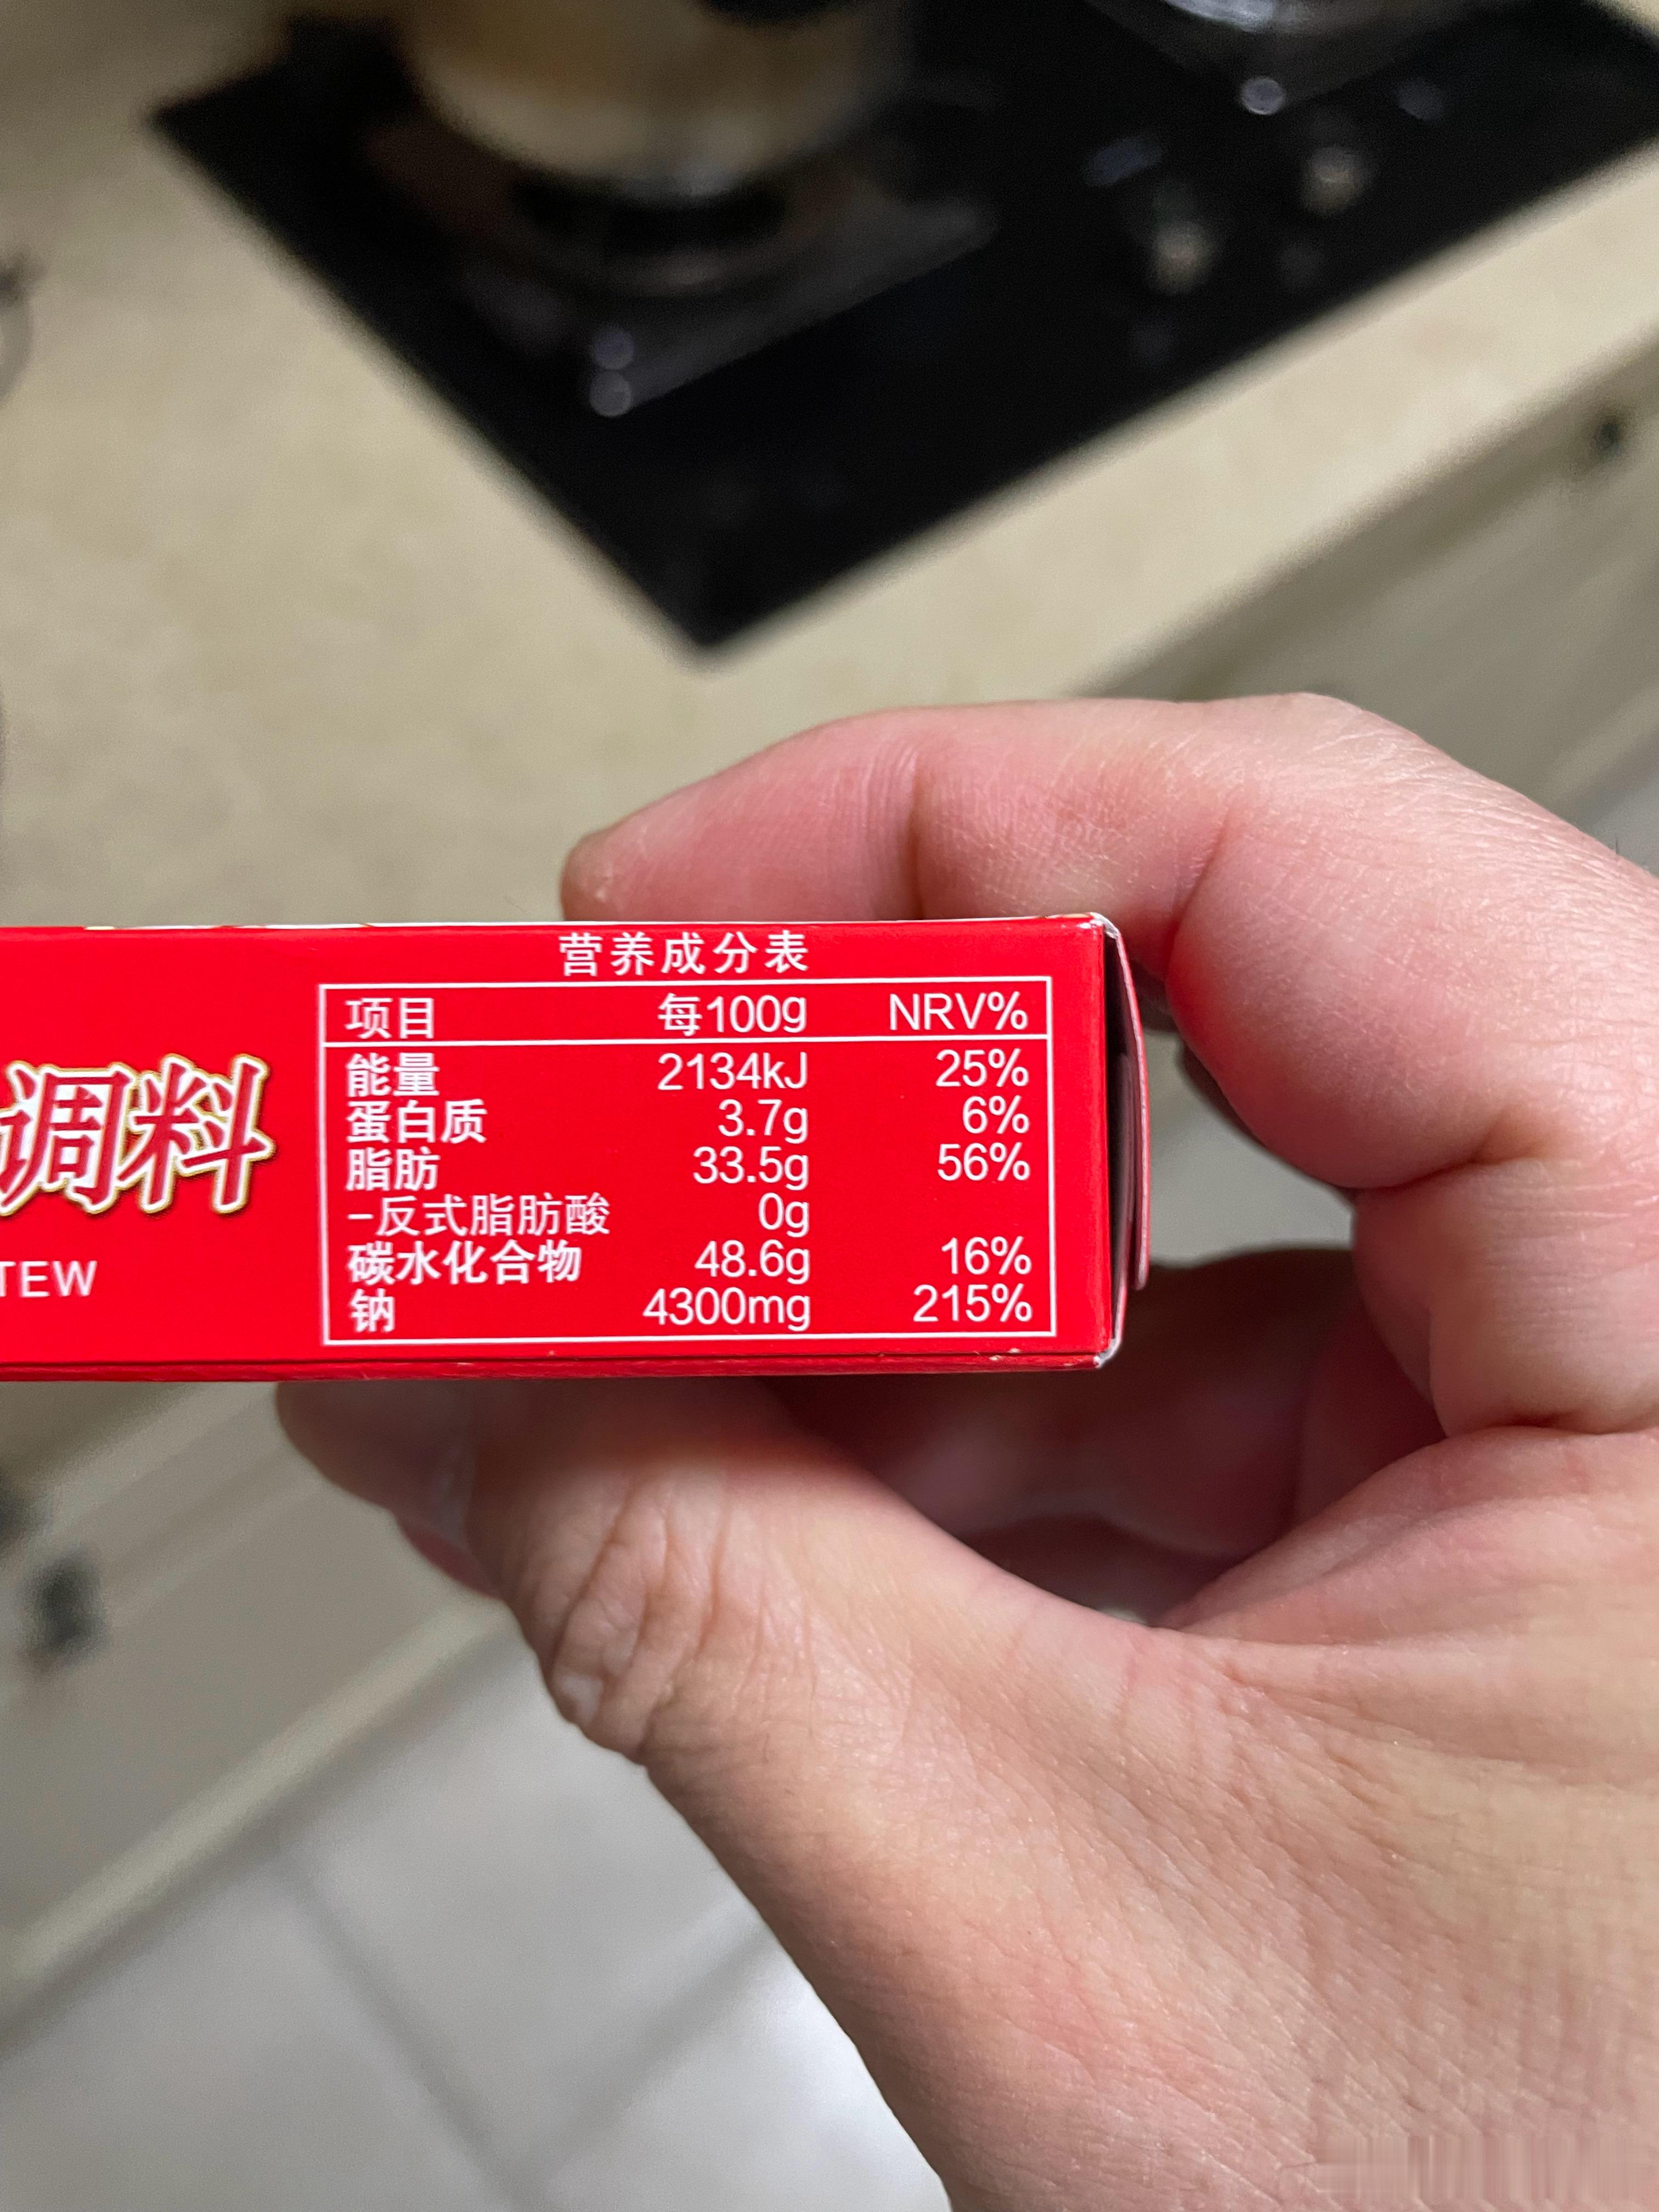 营养成分表
项目 每100g NRV%
能量 2134kJ 25%
蛋白质 3.7g 6%
脂肪 33.5g 56%
-反式脂肪酸 0g
碳水化合物 48.6g 16%
钠 4300mg 215%
调料
TEW